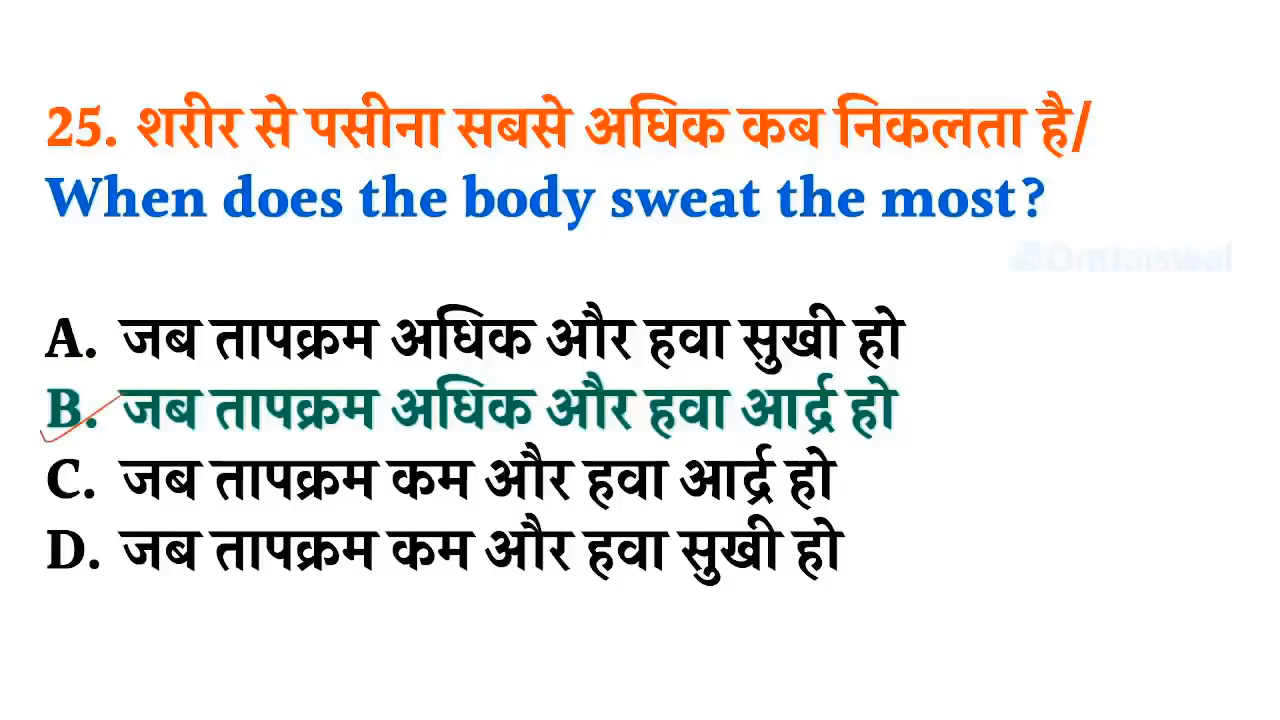 25. शरीर से पसीना सबसे अधिक कब निकलता है/
When does the body sweat the most?
A. जब तापक्रम अधिक और हवा सुखी हो
B. जब तापक्रम अधिक और हवा आर्द्र हो
C. जब तापक्रम कम और हवा आर्द्र हो
D. जब तापक्रम कम और हवा सुखी हो